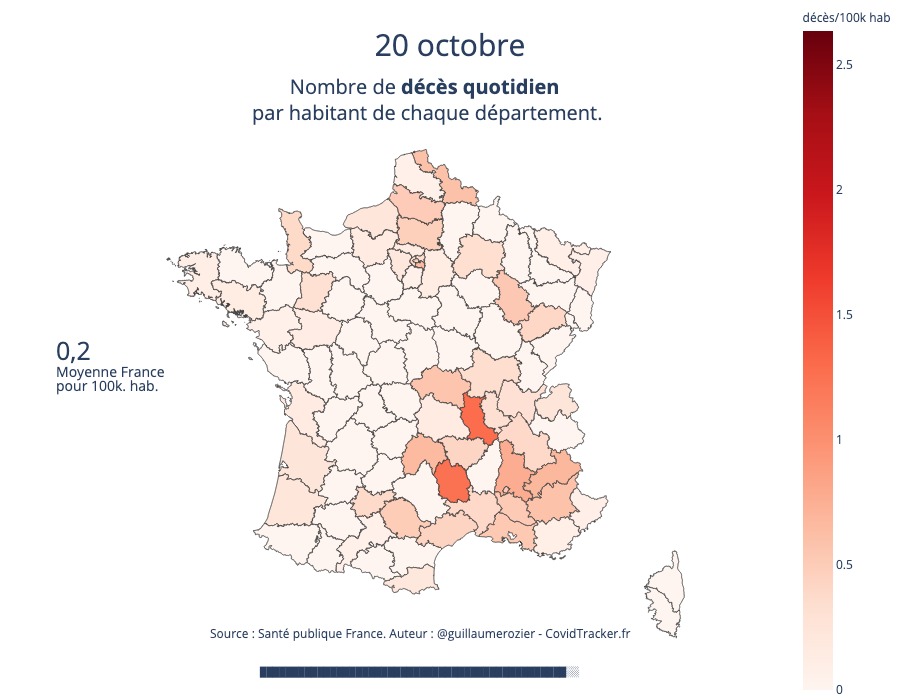 décès/100k hab
20 octobre
Nombre de décès quotidien
par habitant de chaque département.
2.5
2
1.5
0,2
Moyenne France
pour 100k. hab.
1
0.5
Source : Santé publique France. Auteur : @guillaumerozier - CovidTracker.fr
0